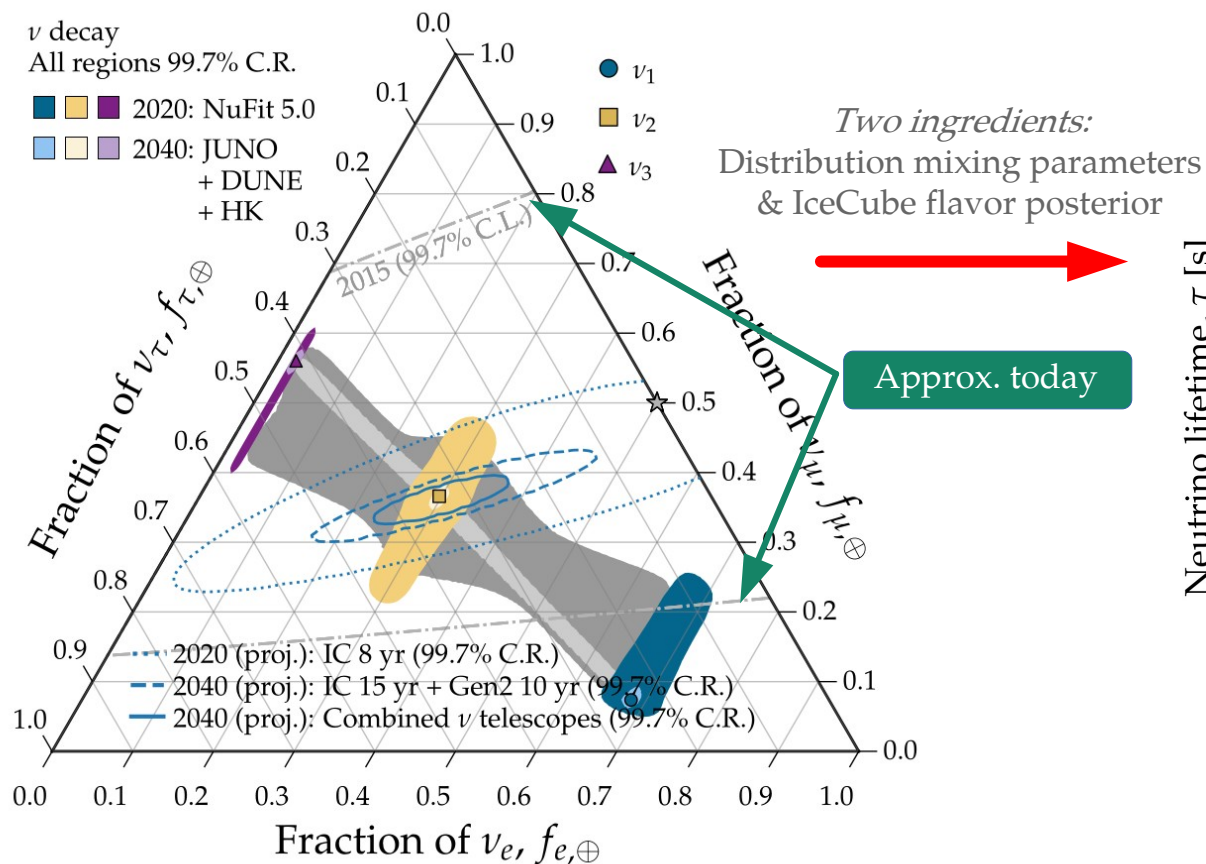 ν decay
All regions 99.7% C.R.
2020: NuFit 5.0
2040: JUNO
+ DUNE
+ HK
ν₁
ν₂
ν₃
Two ingredients:
Distribution mixing parameters
& IceCube flavor posterior
Approx. today
Neutrino lifetime, τ [s]
2015 (99.7% C.L.)
Fraction of ν_τ, f_τ,⊕
0.0
0.1
0.2
0.3
0.4
0.5
0.6
0.7
0.8
0.9
1.0
Fraction of ν_μ, f_μ,⊕
1.0
0.9
0.8
0.7
0.6
0.5
0.4
0.3
0.2
0.1
0.0
2020 (proj.): IC 8 yr (99.7% C.R.)
2040 (proj.): IC 15 yr + Gen2 10 yr (99.7% C.R.)
2040 (proj.): Combined ν telescopes (99.7% C.R.)
0.0 0.1 0.2 0.3 0.4 0.5 0.6 0.7 0.8 0.9 1.0
Fraction of ν_e, f_e,⊕